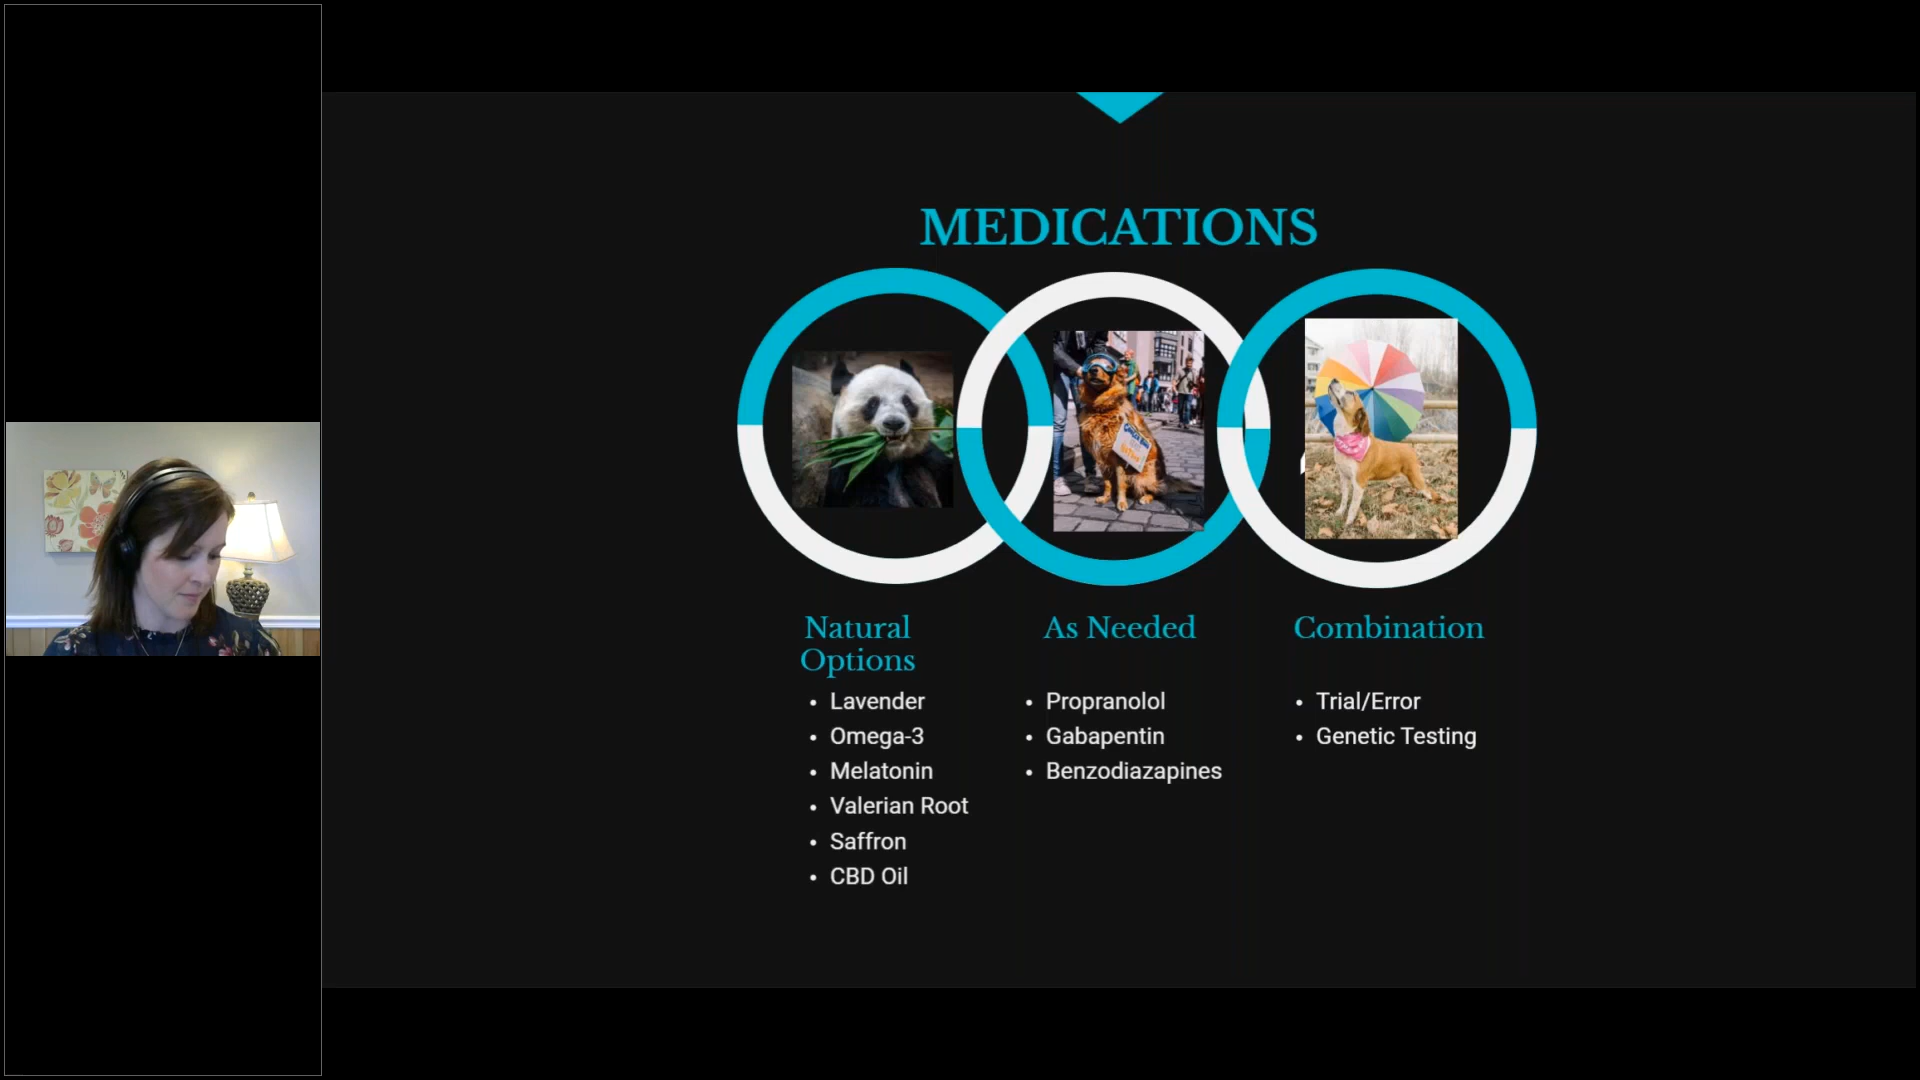 MEDICATIONS
Natural
Options
• Lavender
• Omega-3
• Melatonin
• Valerian Root
• Saffron
• CBD Oil
As Needed
• Propranolol
• Gabapentin
• Benzodiazapines
Combination
• Trial/Error
• Genetic Testing